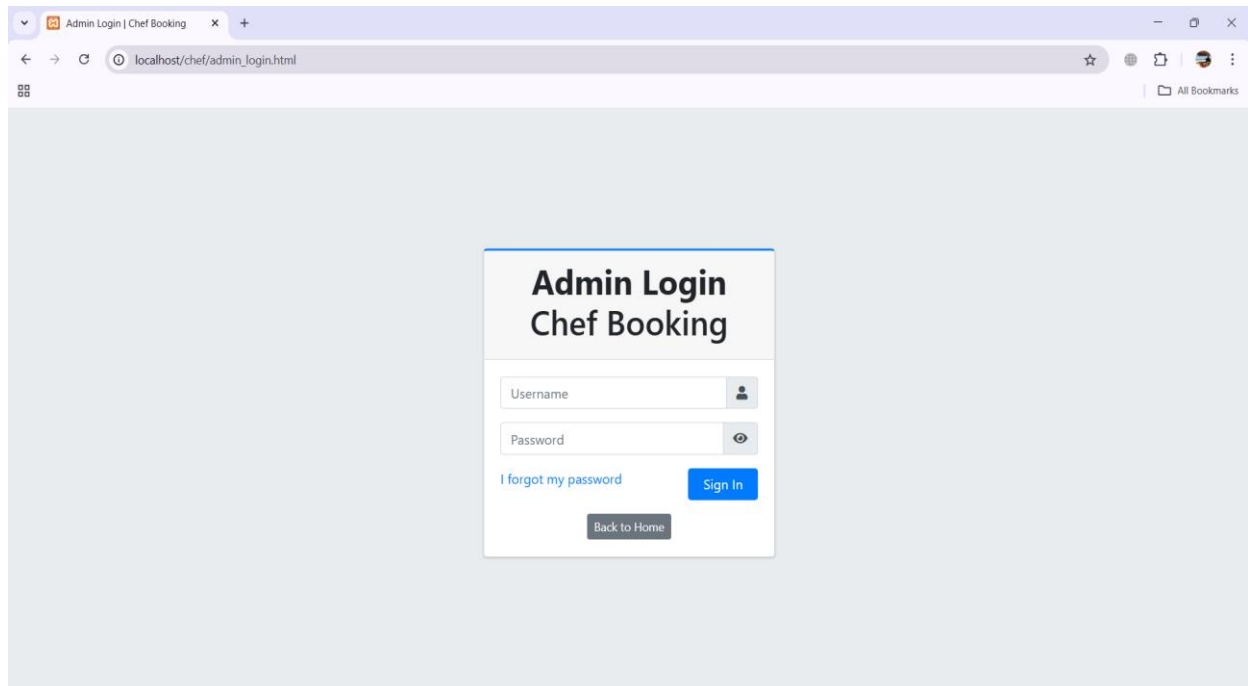 Admin Login | Chef Booking
localhost/chef/admin_login.html
All Bookmarks
Admin Login
Chef Booking
Username
Password
I forgot my password
Sign In
Back to Home